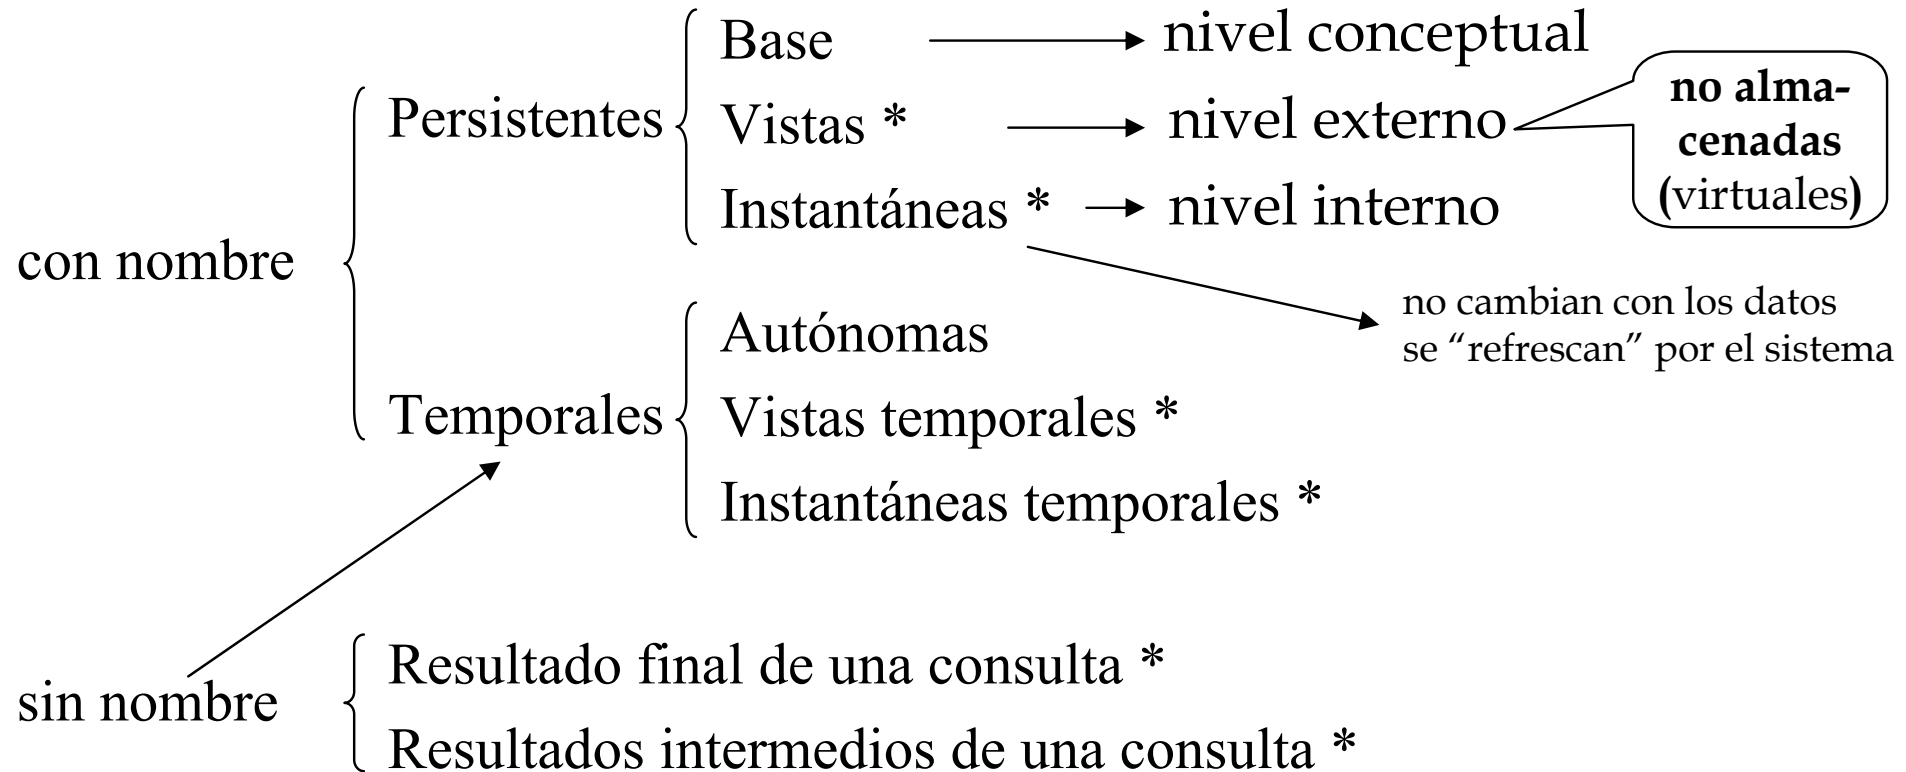 Base
nivel conceptual
Persistentes
Vistas *
nivel externo
no alma-
cenadas
(virtuales)
Instantáneas *
nivel interno
con nombre
no cambian con los datos
se “refrescan” por el sistema
Autónomas
Temporales
Vistas temporales *
Instantáneas temporales *
sin nombre
Resultado final de una consulta *
Resultados intermedios de una consulta *